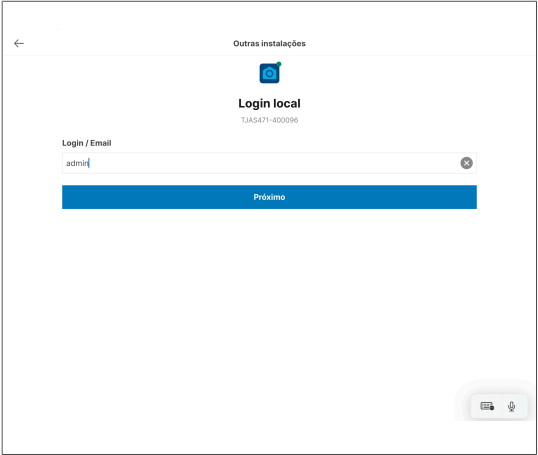 Outras instalações
Login local
TJAS471-400096
Login / Email
admin
Próximo